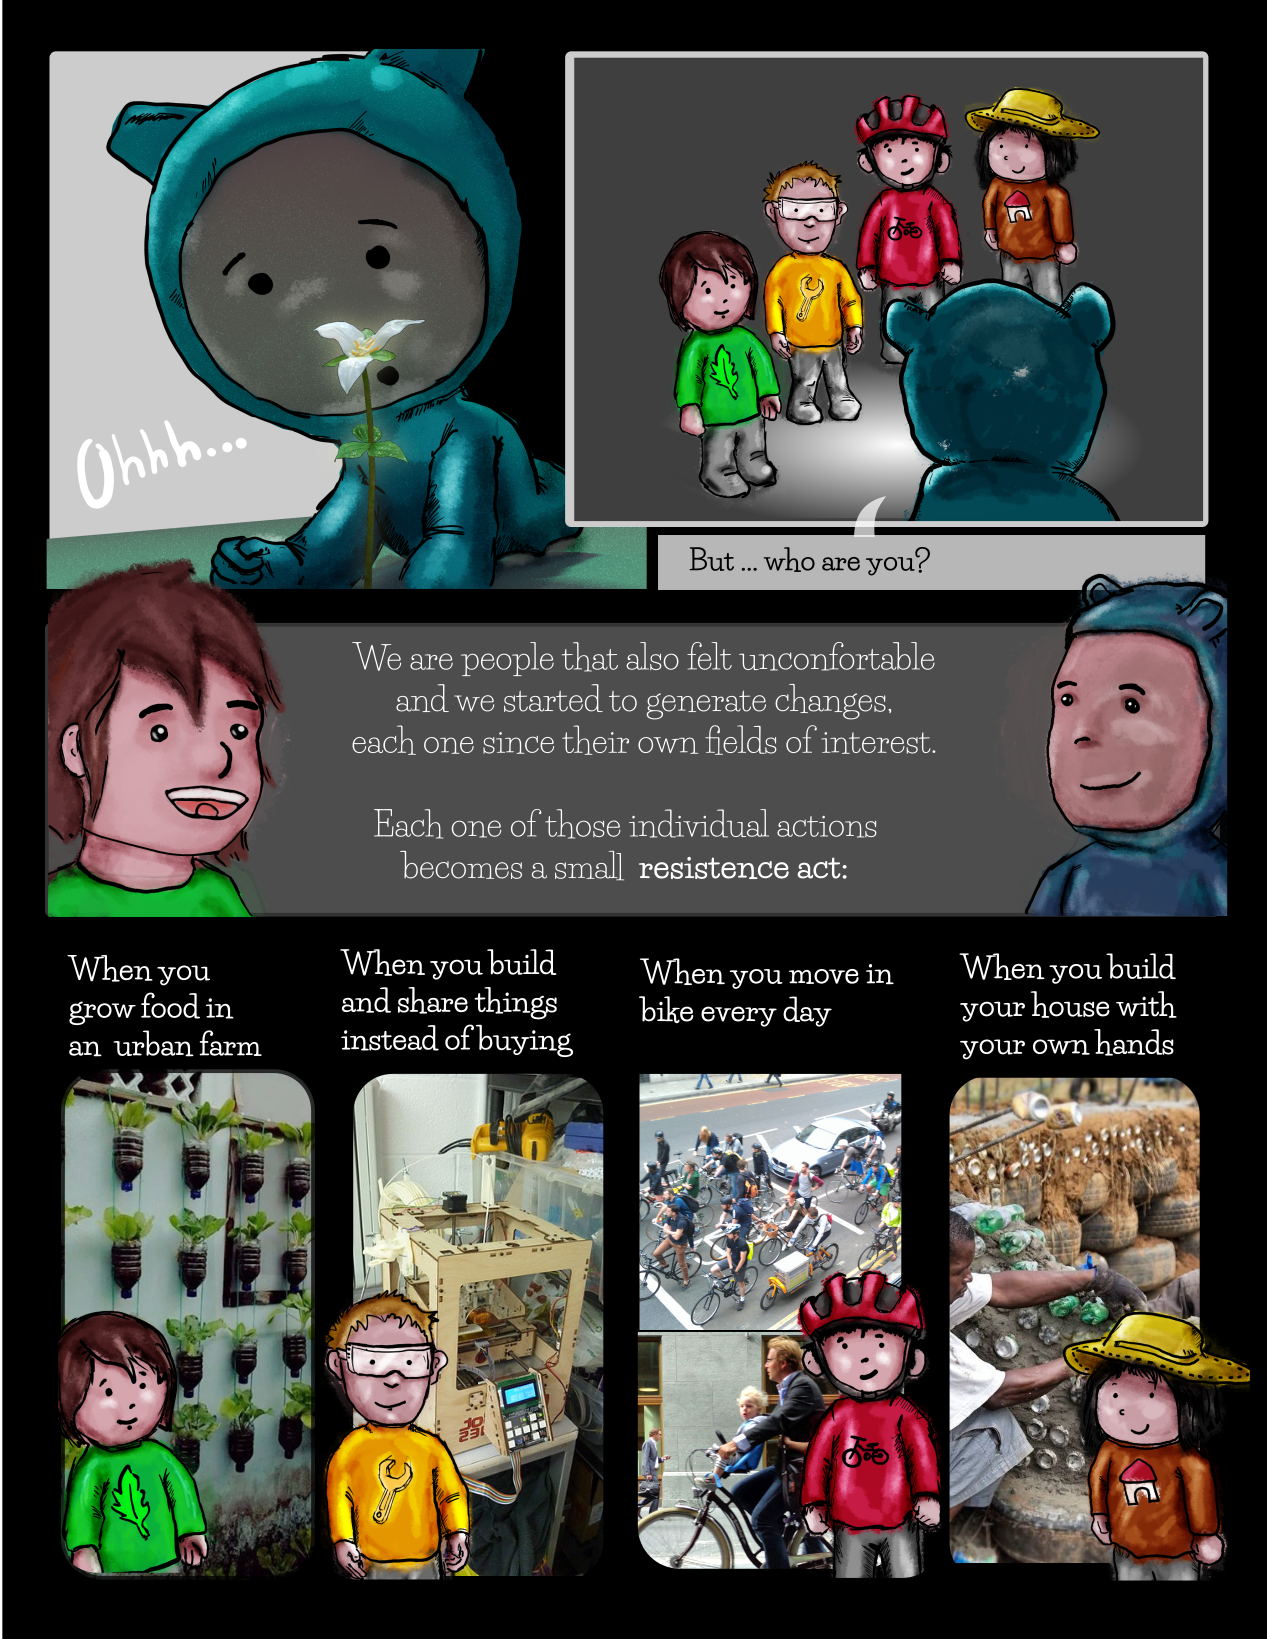 Ohhh...
But ... who are you?
We are people that also felt unconfortable
and we started to generate changes,
each one since their own fields of interest.
Each one of those individual actions
becomes a small resistence act:
When you
grow food in
an urban farm
When you build
and share things
instead of buying
When you move in
bike every day
When you build
your house with
your own hands